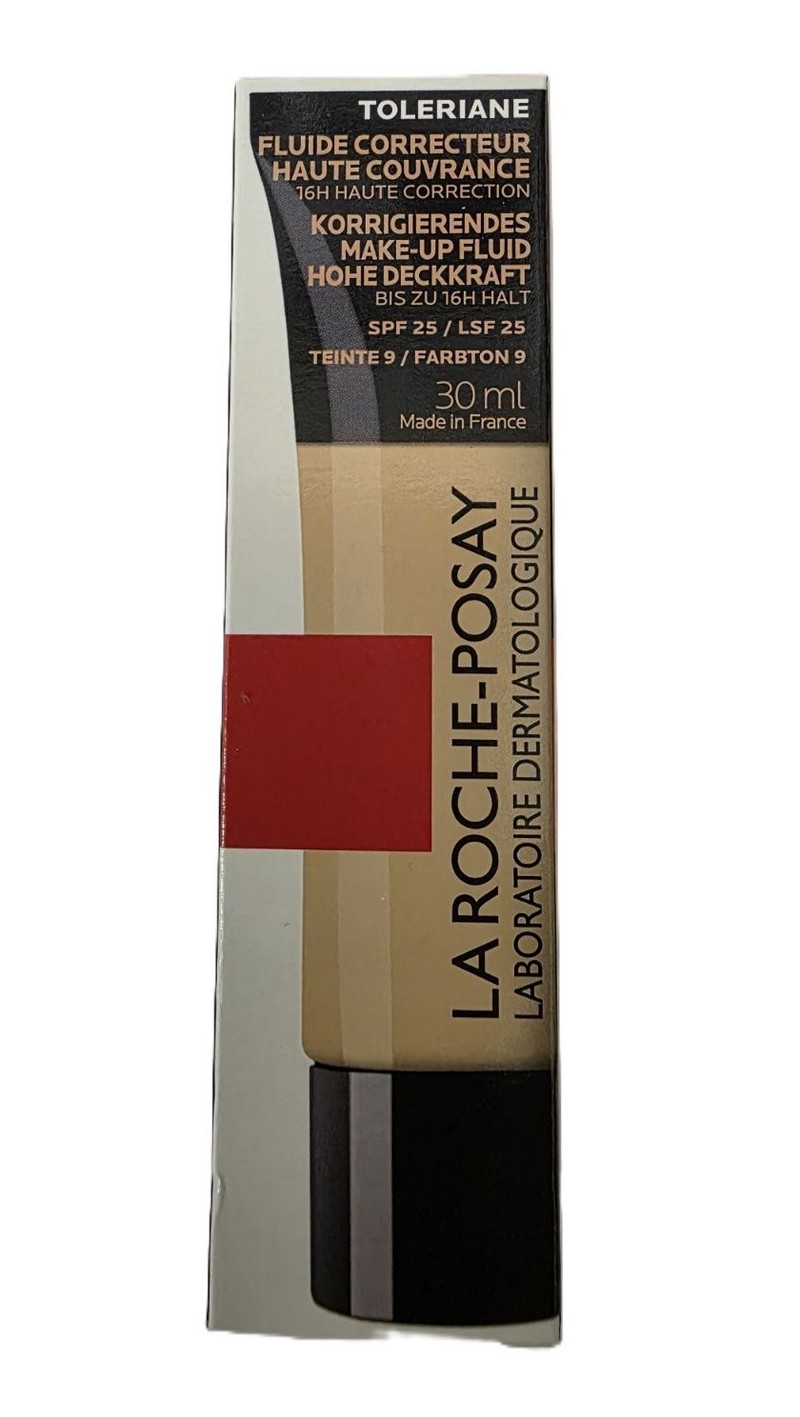 TOLERIANE
FLUIDE CORRECTEUR
HAUTE COUVRANCE
16H HAUTE CORRECTION
KORRIGIERENDES
MAKE-UP FLUID
HOHE DECKKRAFT
BIS ZU 16H HALT
SPF 25 / LSF 25
TEINTE 9 / FARBTON 9
30 ml
Made in France
LA ROCHE-POSAY
LABORATOIRE DERMATOLOGIQUE